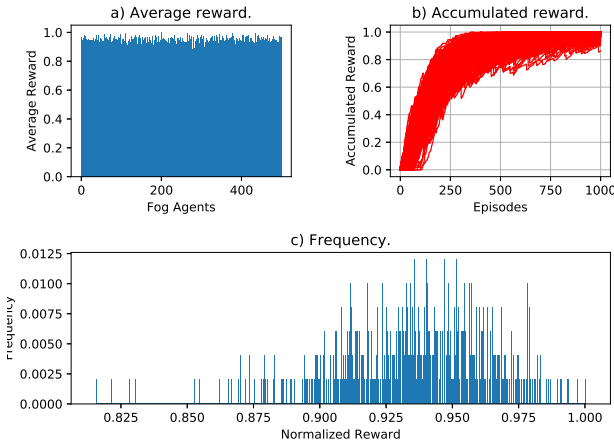 a) Average reward.
1.0
0.8
0.6
0.4
0.2
0.0
Average Reward
0 200 400
Fog Agents
b) Accumulated reward.
1.0
0.8
0.6
0.4
0.2
0.0
Accumulated Reward
0 250 500 750 1000
Episodes
c) Frequency.
0.0125
0.0100
0.0075
0.0050
0.0025
0.0000
Frequency
0.825 0.850 0.875 0.900 0.925 0.950 0.975 1.000
Normalized Reward